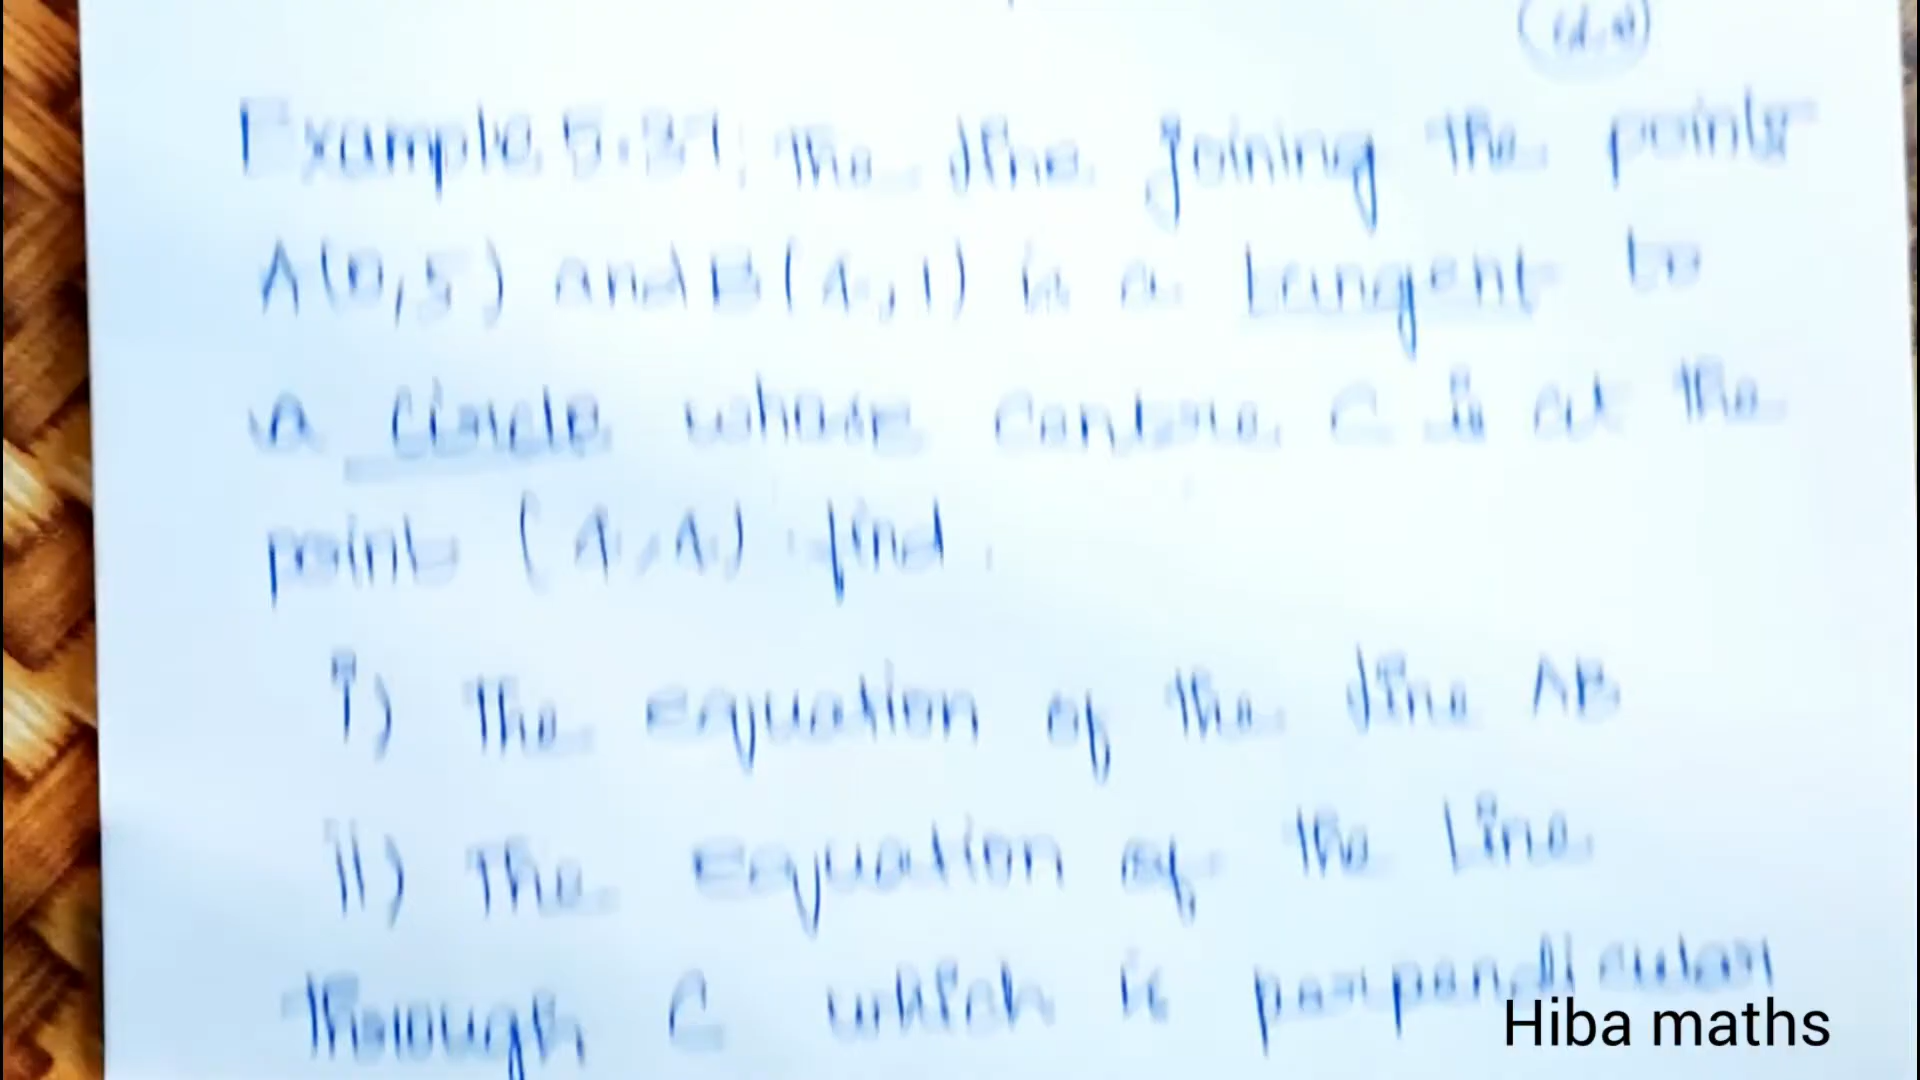 Example 5.37: The line joining the points
A(0,5) and B(4,1) is a tangent to
a circle whose centre C is at the
point (4,4) find.
i) The equation of the line AB
ii) The equation of the line
through C which is perpendicular
Hiba maths